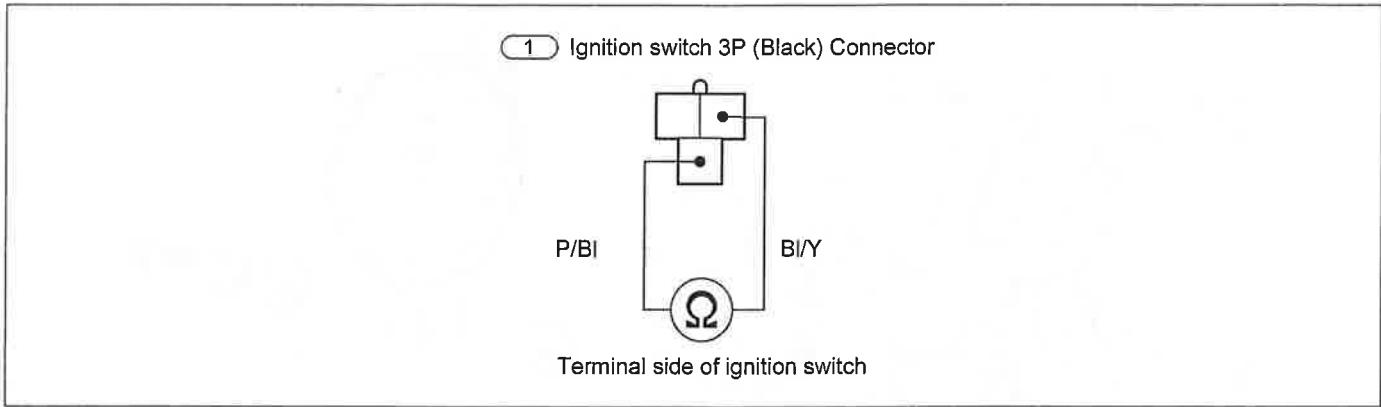 1 Ignition switch 3P (Black) Connector
P/Bl Bl/Y
Ω
Terminal side of ignition switch